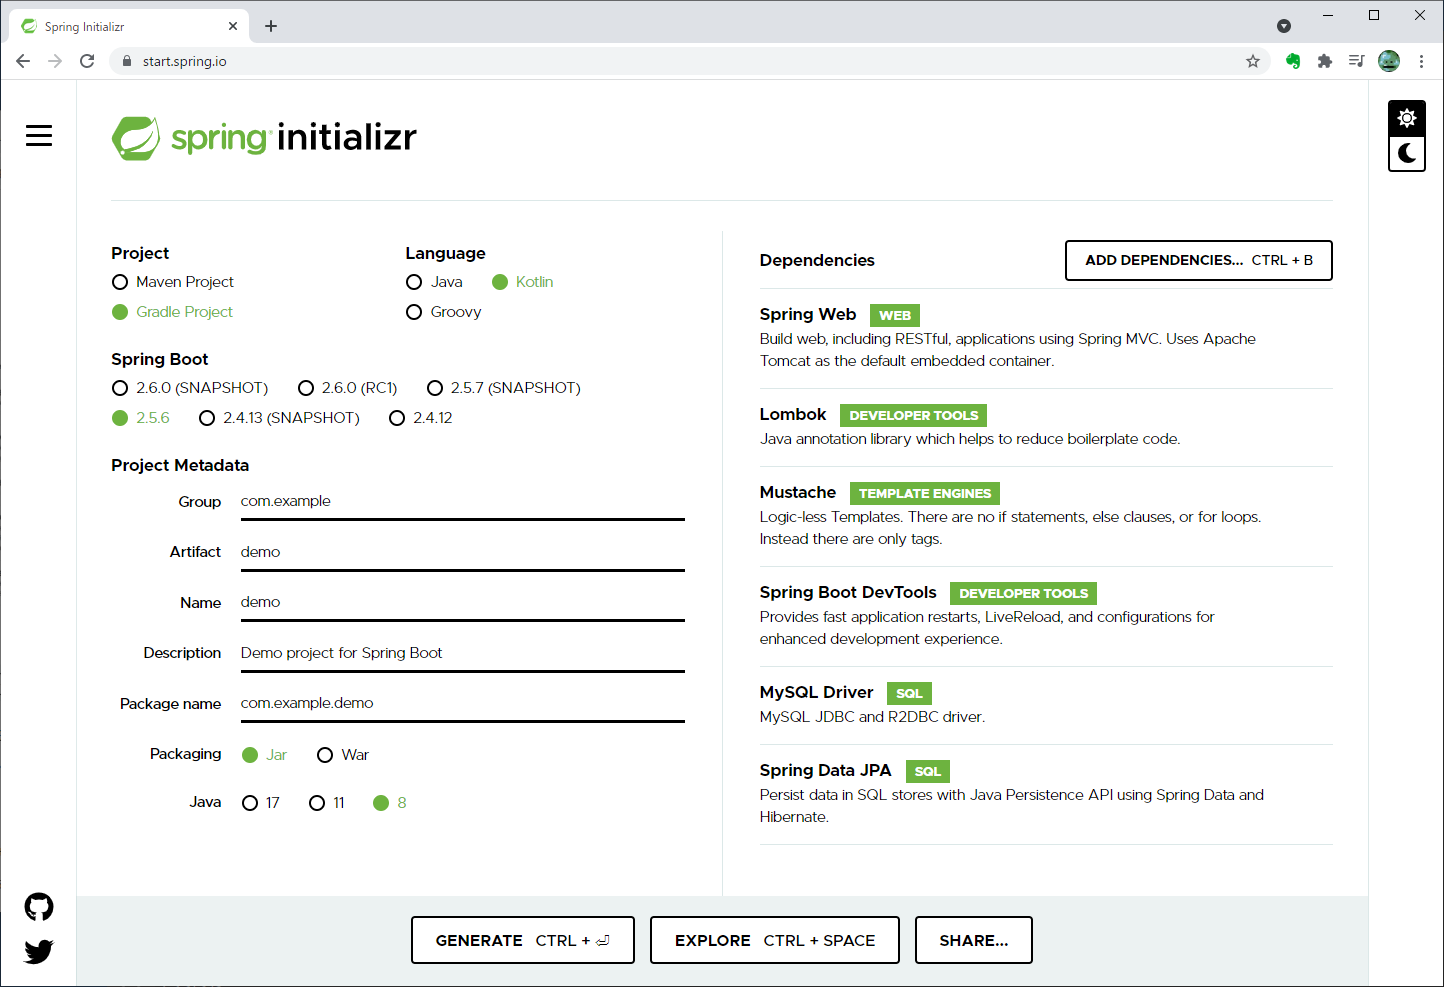 Spring Initializr
start.spring.io
spring initializr
Project
Maven Project
Gradle Project
Language
Java Kotlin
Groovy
Spring Boot
2.6.0 (SNAPSHOT) 2.6.0 (RC1) 2.5.7 (SNAPSHOT)
2.5.6 2.4.13 (SNAPSHOT) 2.4.12
Project Metadata
Group com.example
Artifact demo
Name demo
Description Demo project for Spring Boot
Package name com.example.demo
Packaging Jar War
Java 17 11 8
Dependencies
ADD DEPENDENCIES... CTRL + B
Spring Web WEB
Build web, including RESTful, applications using Spring MVC. Uses Apache
Tomcat as the default embedded container.
Lombok DEVELOPER TOOLS
Java annotation library which helps to reduce boilerplate code.
Mustache TEMPLATE ENGINES
Logic-less Templates. There are no if statements, else clauses, or for loops.
Instead there are only tags.
Spring Boot DevTools DEVELOPER TOOLS
Provides fast application restarts, LiveReload, and configurations for
enhanced development experience.
MySQL Driver SQL
MySQL JDBC and R2DBC driver.
Spring Data JPA SQL
Persist data in SQL stores with Java Persistence API using Spring Data and
Hibernate.
GENERATE CTRL + ⏎
EXPLORE CTRL + SPACE
SHARE...